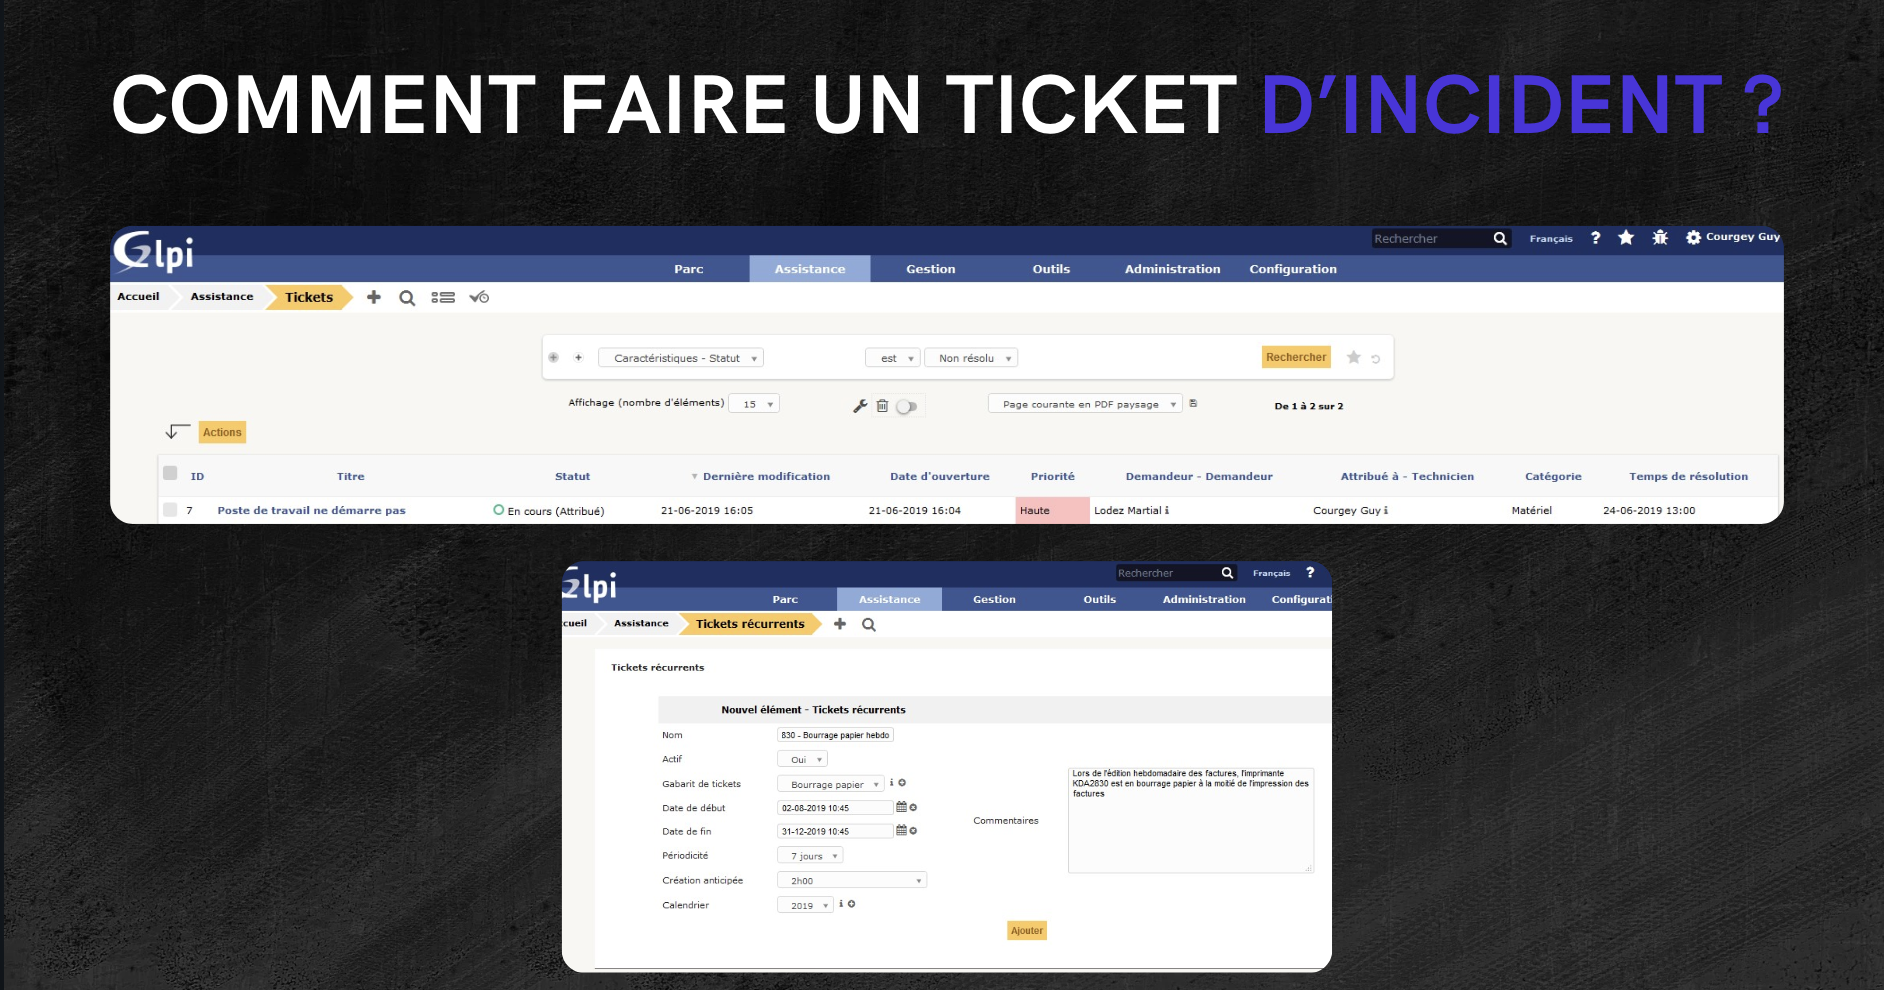 COMMENT FAIRE UN TICKET D'INCIDENT ?
Glpi
Rechercher Français ? Courgey Guy
Parc Assistance Gestion Outils Administration Configuration
Accueil Assistance Tickets
Caractéristiques - Statut est Non résolu Rechercher
Affichage (nombre d'éléments) 15 Page courante en PDF paysage De 1 à 2 sur 2
Actions
ID Titre Statut Dernière modification Date d'ouverture Priorité Demandeur - Demandeur Attribué à - Technicien Catégorie Temps de résolution
7 Poste de travail ne démarre pas En cours (Attribué) 21-06-2019 16:05 21-06-2019 16:04 Haute Lodez Martial i Courgey Guy i Matériel 24-06-2019 13:00
lpi
Rechercher Français ?
Parc Assistance Gestion Outils Administration Configurati
cueil Assistance Tickets récurrents
Tickets récurrents
Nouvel élément - Tickets récurrents
Nom 830 - Bourrage papier hebdo
Actif Oui
Gabarit de tickets Bourrage papier i
Date de début 02-08-2019 10:45
Date de fin 31-12-2019 10:45
Périodicité 7 jours
Création anticipée 2h00
Calendrier 2019 i
Commentaires
Lors de l'édition hebdomadaire des factures, l'imprimante
KDA2830 est en bourrage papier à la moitié de l'impression des
factures
Ajouter